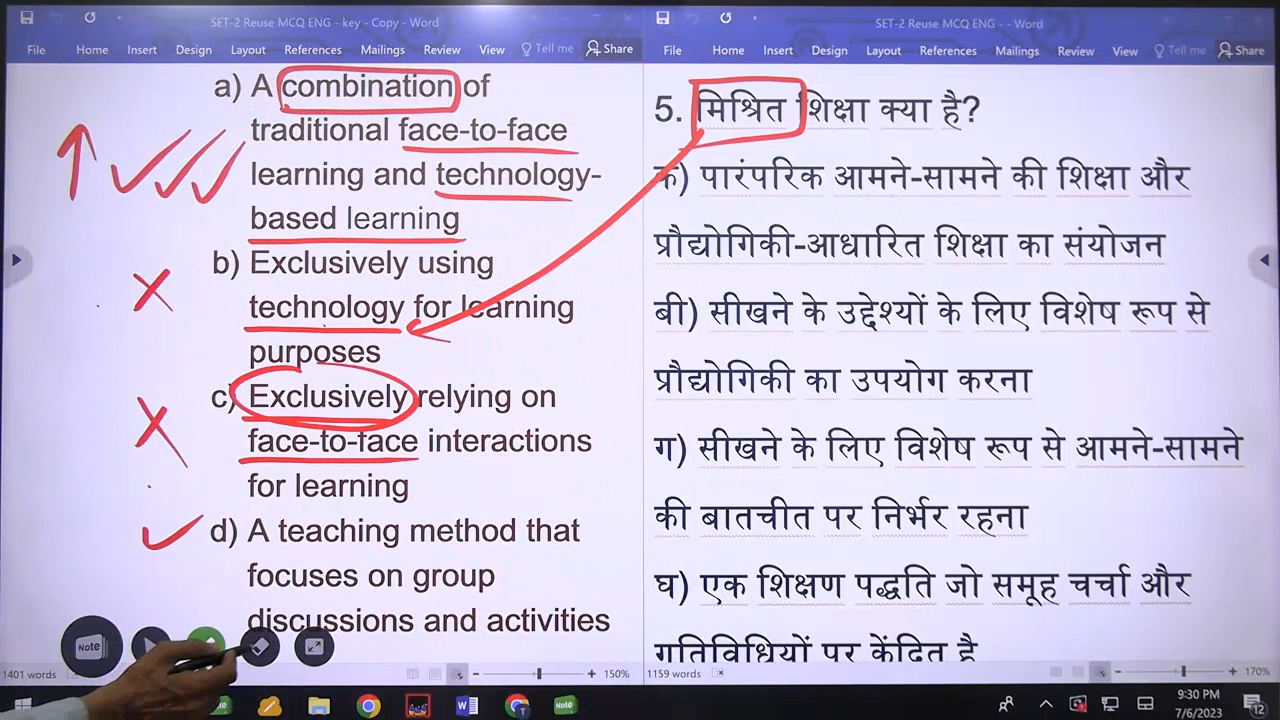 SET-2 Reuse MCQ ENG - key - Copy - Word
File Home Insert Design Layout References Mailings Review View Tell me Share
a) A combination of
traditional face-to-face
learning and technology-
based learning
b) Exclusively using
technology for learning
purposes
c) Exclusively relying on
face-to-face interactions
for learning
d) A teaching method that
focuses on group
discussions and activities
1401 words
150%
SET-2 Reuse MCQ ENG - - Word
File Home Insert Design Layout References Mailings Review View Tell me Share
5. मिश्रित शिक्षा क्या है?
क) पारंपरिक आमने-सामने की शिक्षा और
प्रौद्योगिकी-आधारित शिक्षा का संयोजन
बी) सीखने के उद्देश्यों के लिए विशेष रूप से
प्रौद्योगिकी का उपयोग करना
ग) सीखने के लिए विशेष रूप से आमने-सामने
की बातचीत पर निर्भर रहना
घ) एक शिक्षण पद्धति जो समूह चर्चा और
गतिविधियों पर केंद्रित है
1159 words
170%
Note
Note
9:30 PM
7/6/2023
12